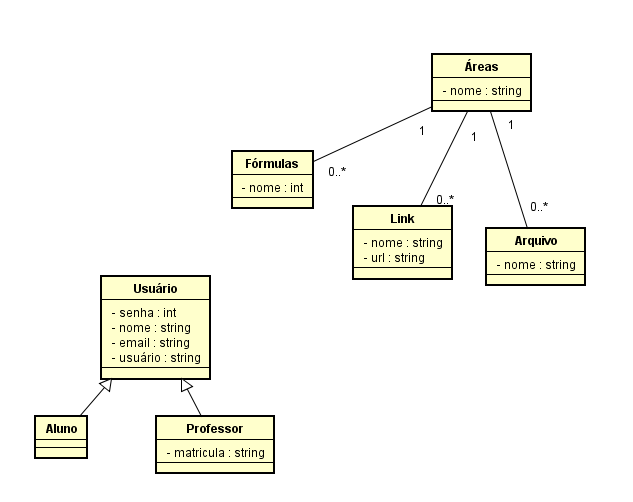 Áreas
- nome : string
1
1
1
Fórmulas
- nome : int
0..*
Link
- nome : string
- url : string
0..*
Arquivo
- nome : string
0..*
Usuário
- senha : int
- nome : string
- email : string
- usuário : string
Aluno
Professor
- matricula : string